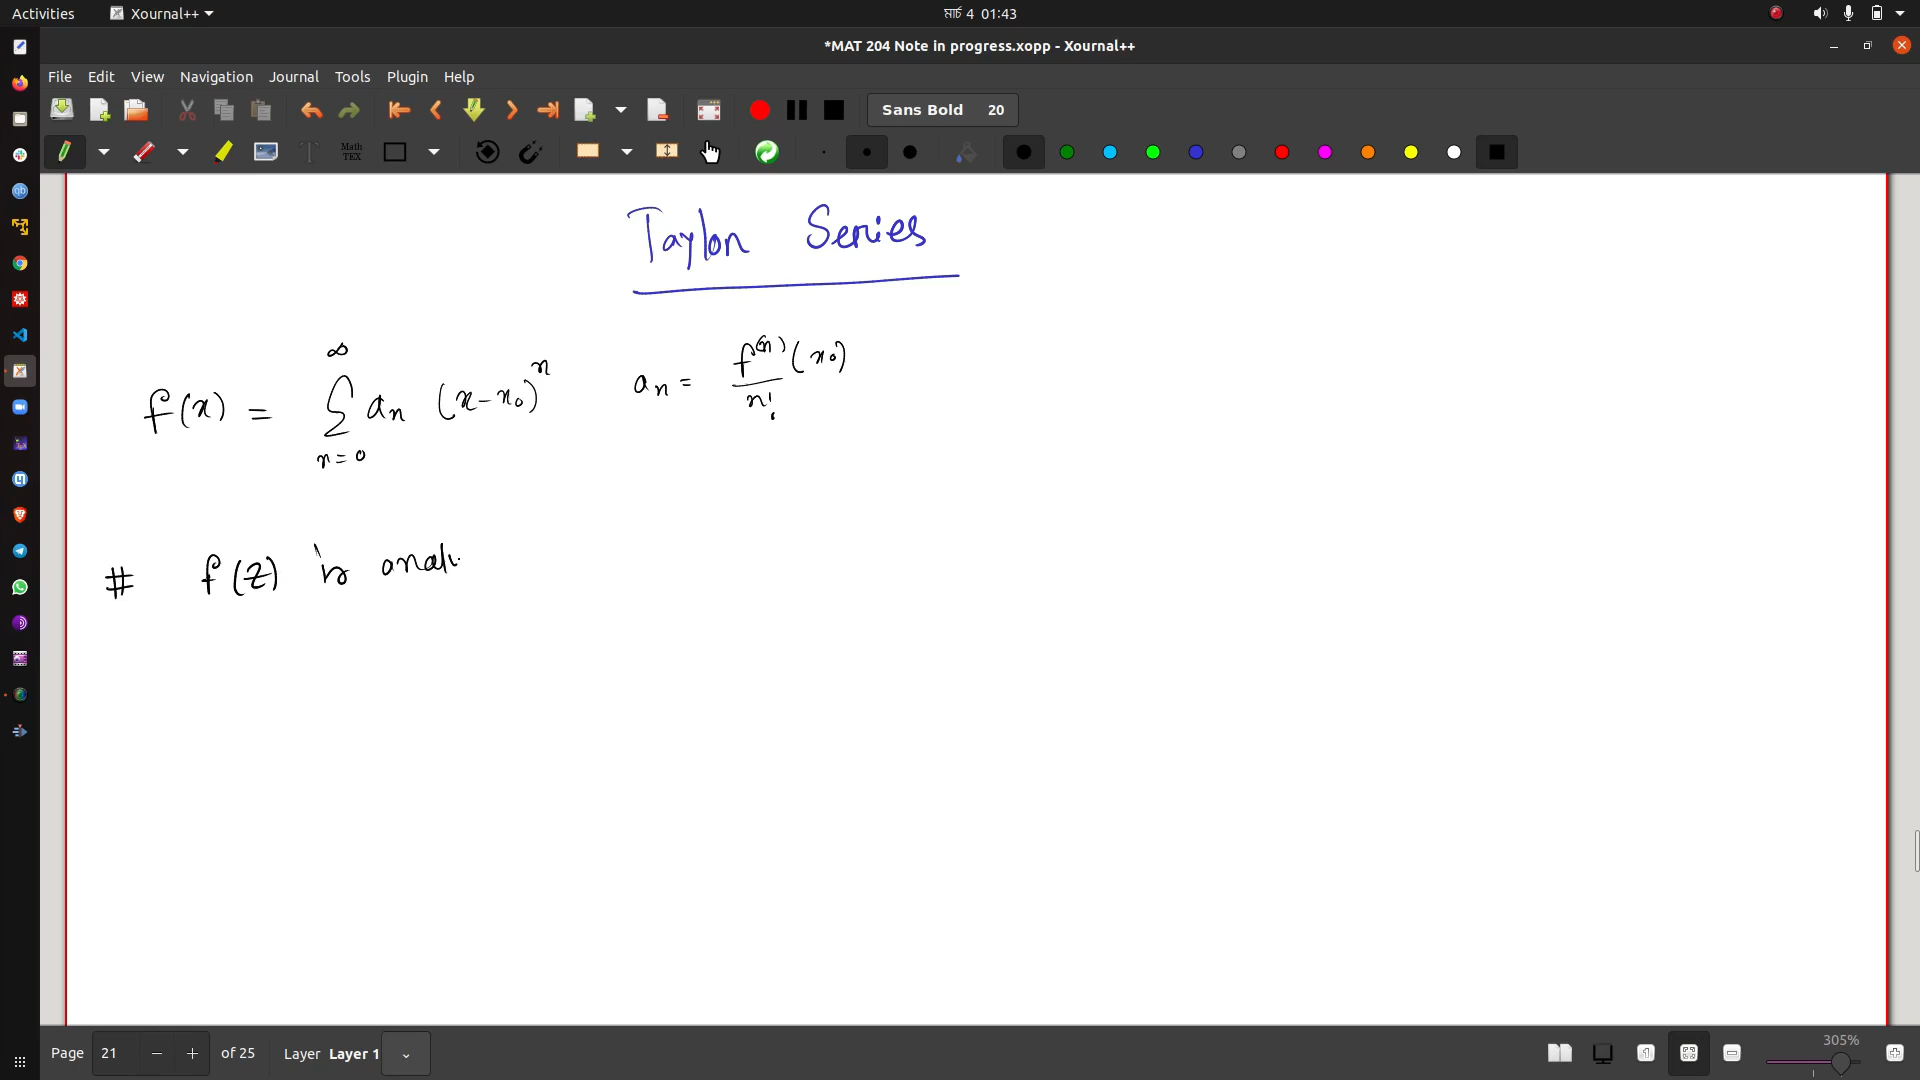 Activities Xournal++ মার্চ 4 01:43
*MAT 204 Note in progress.xopp - Xournal++
File Edit View Navigation Journal Tools Plugin Help
Sans Bold 20
Math TEX
Taylor Series
f(x) = ∑_{n=0}^{∞} a_n (x-x_0)^n a_n = f^{(n)}(x_0) / n!
# f(z) is anal
Page 21 of 25 Layer Layer 1 305%